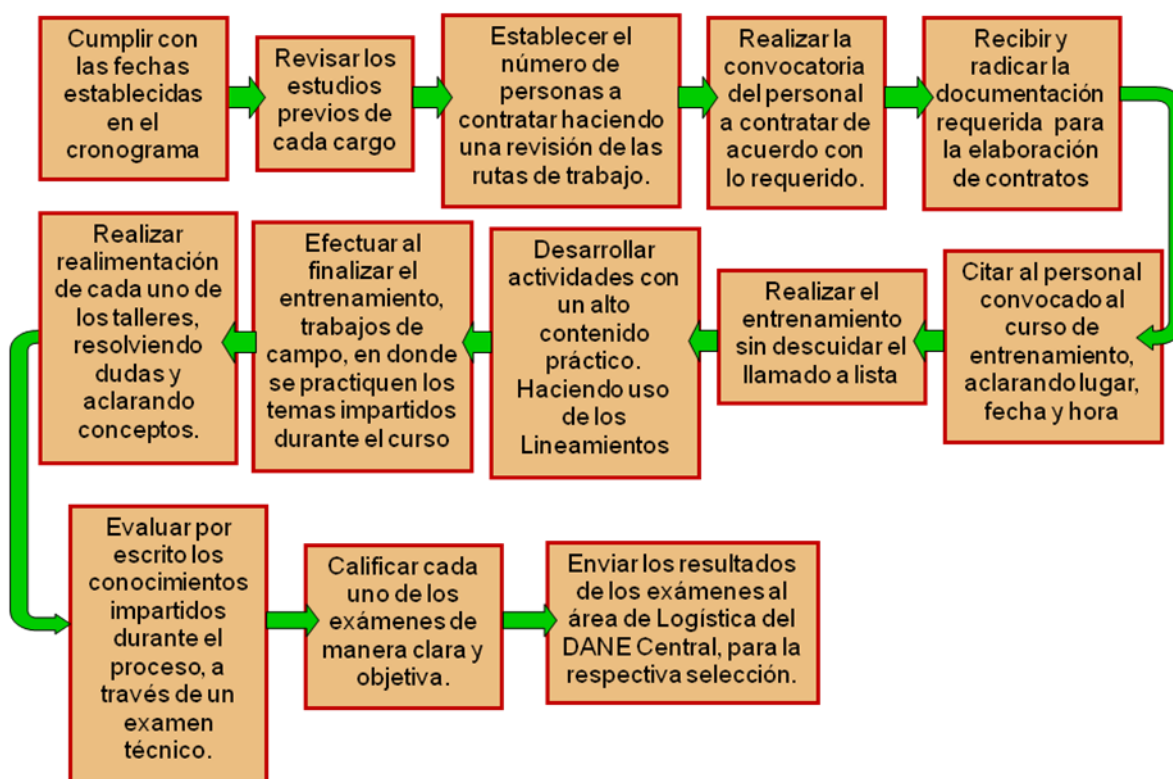 Cumplir con
las fechas
establecidas
en el
cronograma
Revisar los
estudios
previos de
cada cargo
Establecer el
número de
personas a
contratar haciendo
una revisión de las
rutas de trabajo.
Realizar la
convocatoria
del personal
a contratar de
acuerdo con
lo requerido.
Recibir y
radicar la
documentación
requerida para
la elaboración
de contratos
Citar al personal
convocado al
curso de
entrenamiento,
aclarando lugar,
fecha y hora
Realizar el
entrenamiento
sin descuidar el
llamado a lista
Desarrollar
actividades con
un alto
contenido
práctico.
Haciendo uso
de los
Lineamientos
Efectuar al
finalizar el
entrenamiento,
trabajos de
campo, en donde
se practiquen los
temas impartidos
durante el curso
Realizar
realimentación
de cada uno de
los talleres,
resolviendo
dudas y
aclarando
conceptos.
Evaluar por
escrito los
conocimientos
impartidos
durante el
proceso, a
través de un
examen
técnico.
Calificar cada
uno de los
exámenes de
manera clara y
objetiva.
Enviar los resultados
de los exámenes al
área de Logística del
DANE Central, para la
respectiva selección.